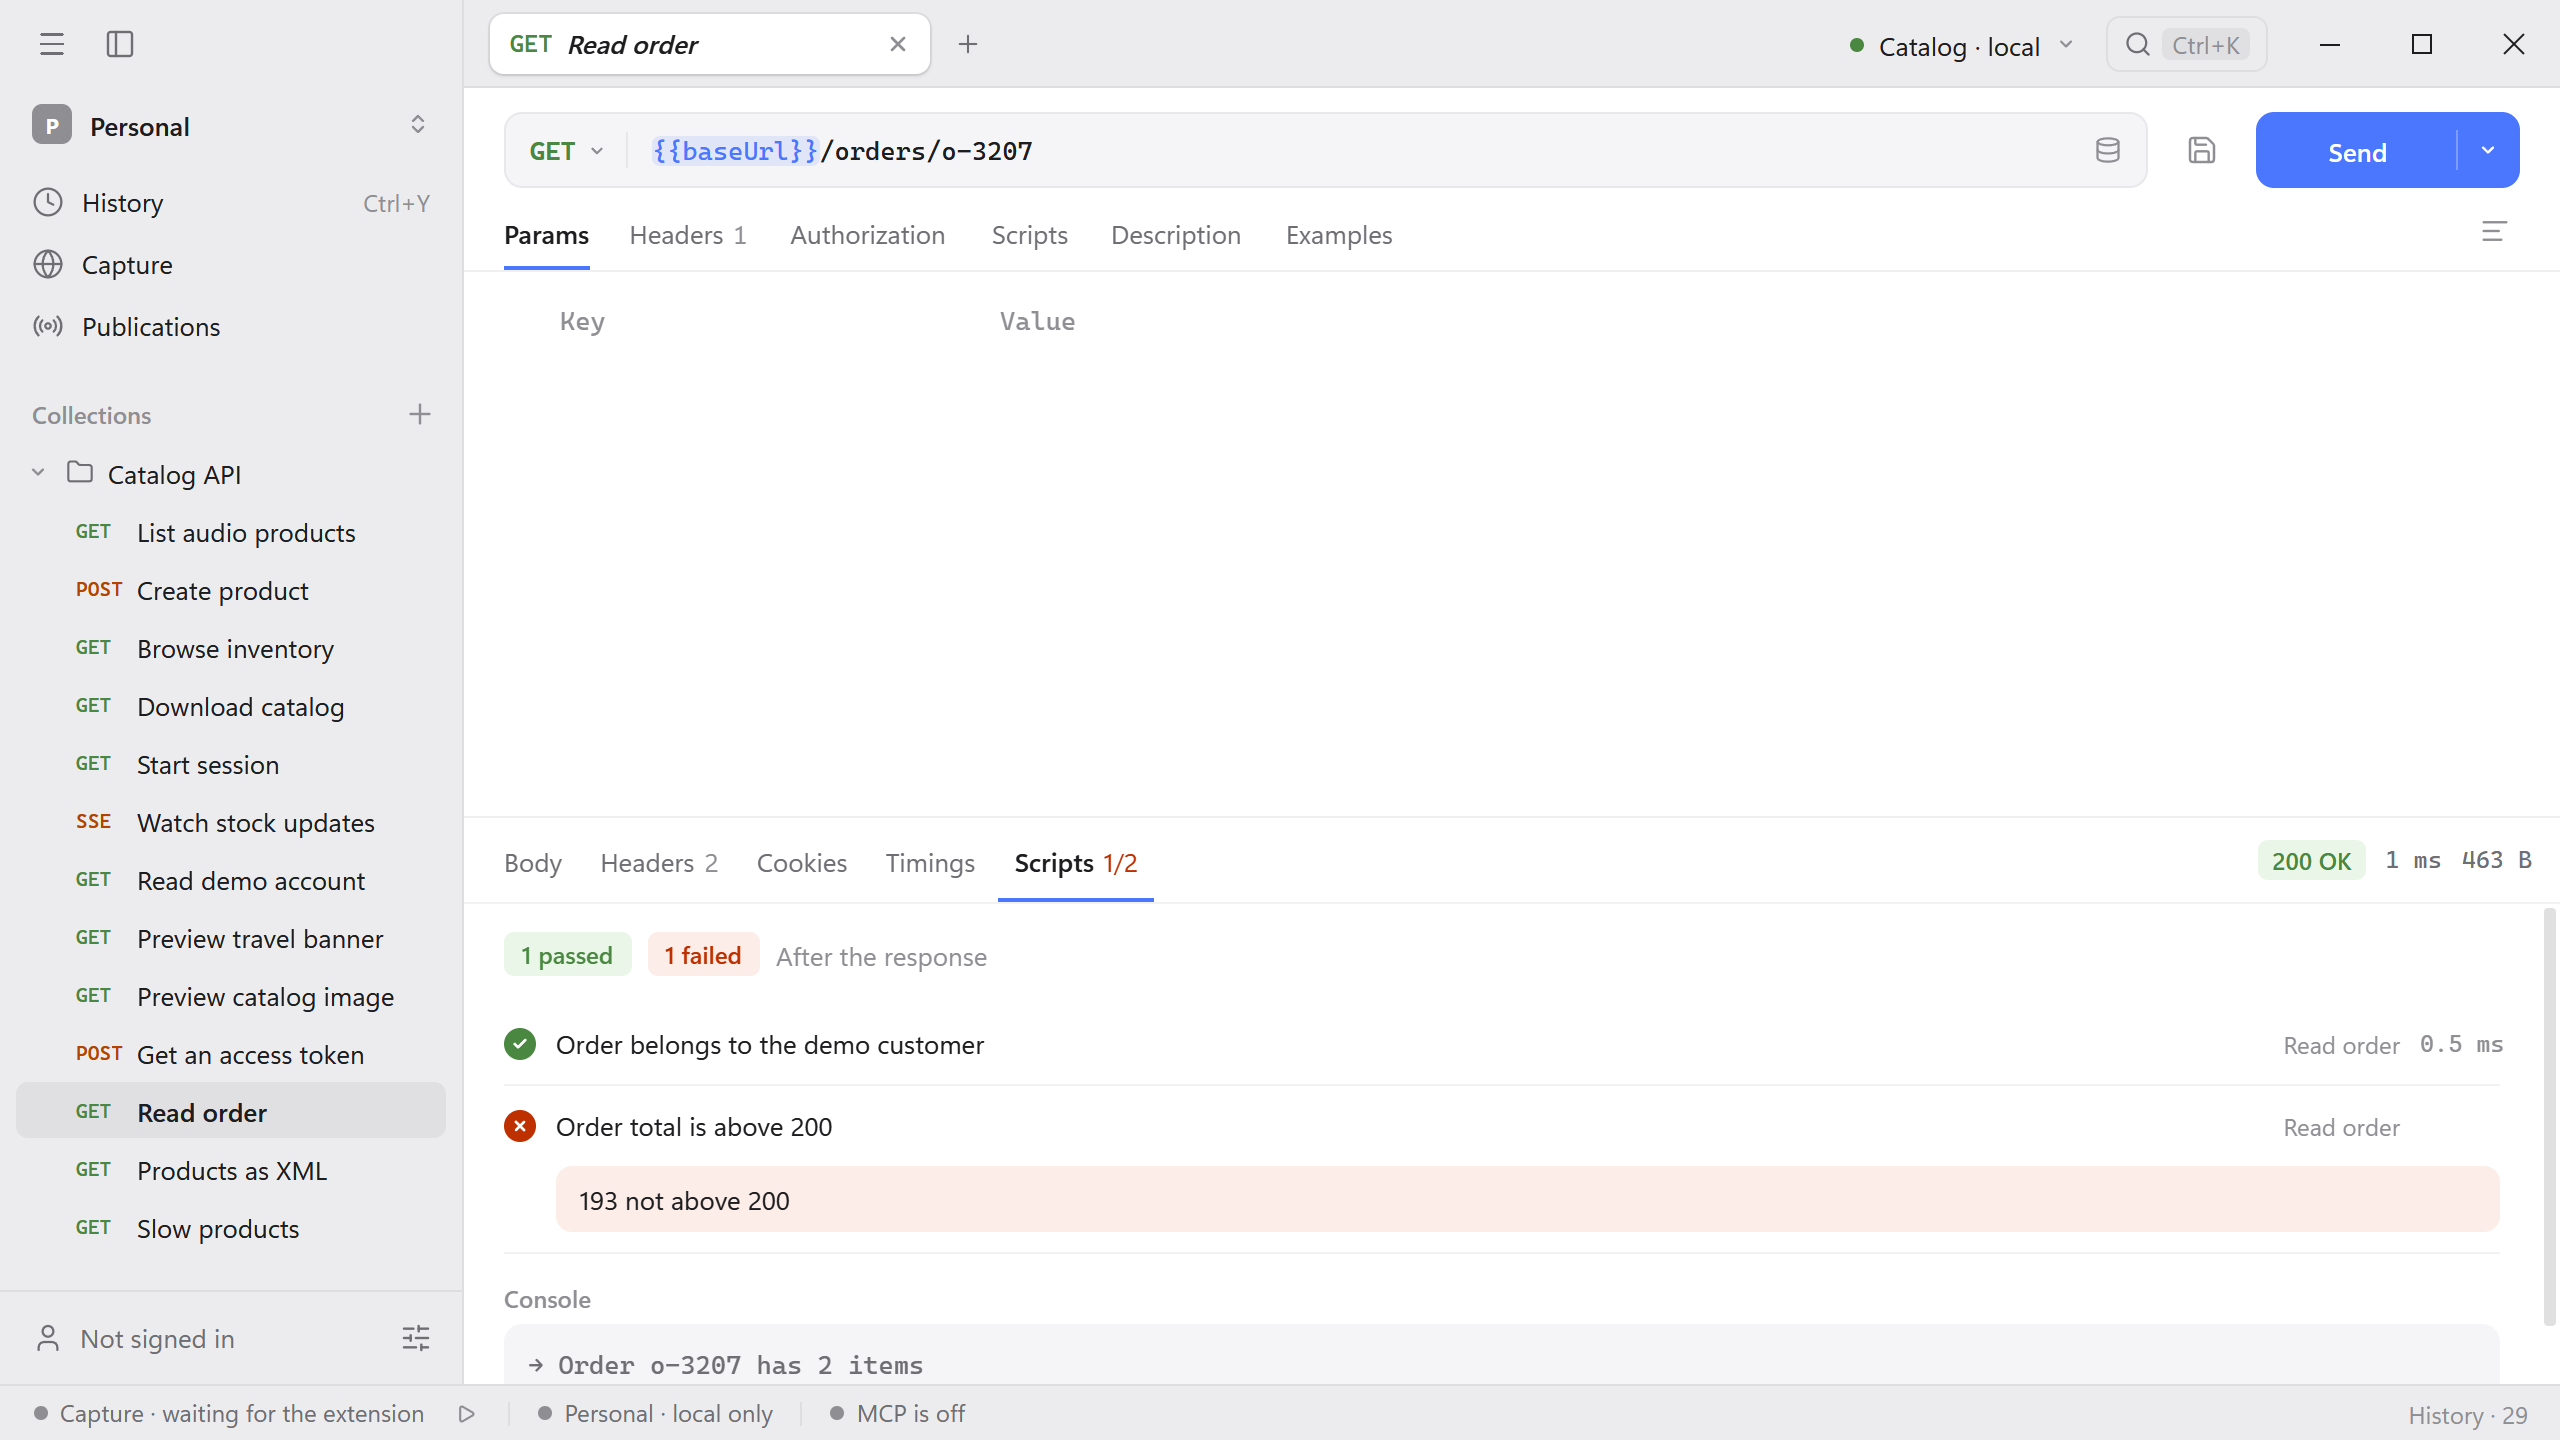 GET Read order
Catalog · local
Ctrl+K
P Personal
History Ctrl+Y
Capture
Publications
Collections
Catalog API
GET List audio products
POST Create product
GET Browse inventory
GET Download catalog
GET Start session
SSE Watch stock updates
GET Read demo account
GET Preview travel banner
GET Preview catalog image
POST Get an access token
GET Read order
GET Products as XML
GET Slow products
Not signed in
GET {{baseUrl}}/orders/o-3207
Send
Params Headers 1 Authorization Scripts Description Examples
Key Value
Body Headers 2 Cookies Timings Scripts 1/2
200 OK 1 ms 463 B
1 passed 1 failed After the response
Order belongs to the demo customer Read order 0.5 ms
Order total is above 200 Read order
193 not above 200
Console
→ Order o-3207 has 2 items
Capture · waiting for the extension
Personal · local only
MCP is off
History · 29